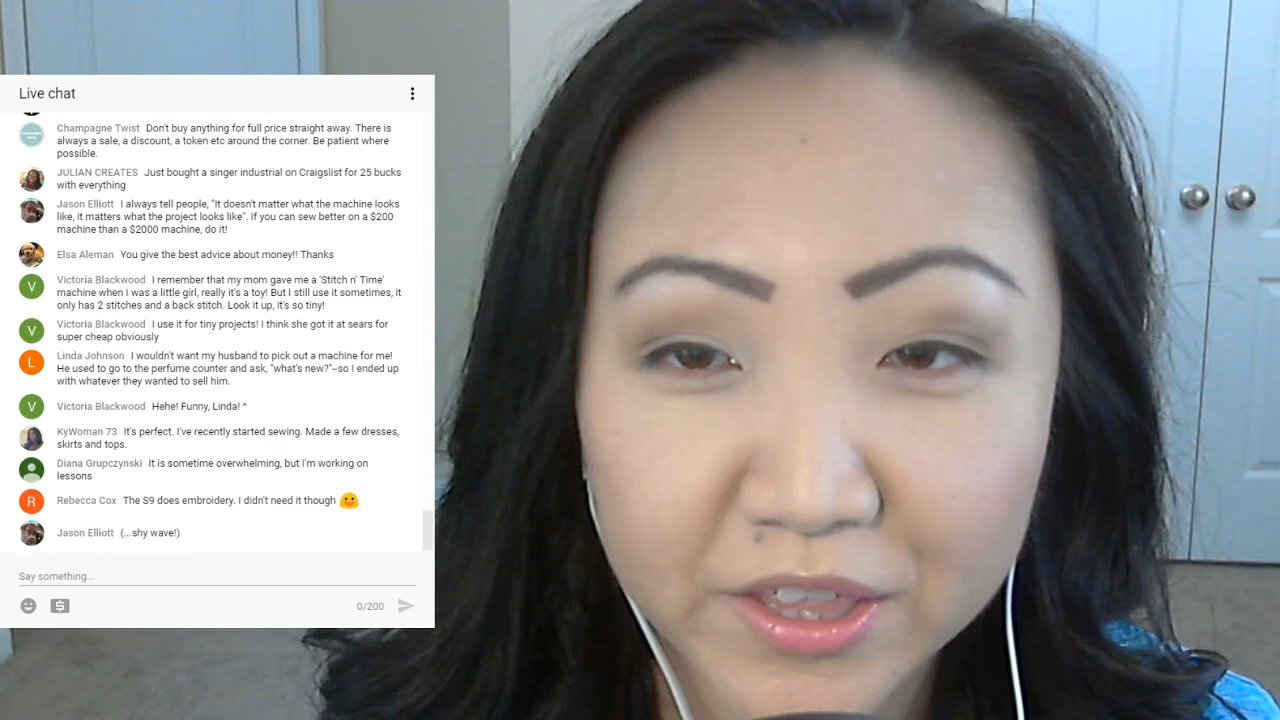 Live chat
Champagne Twist Don't buy anything for full price straight away. There is
always a sale, a discount, a token etc around the corner. Be patient where
possible.
JULIAN CREATES Just bought a singer industrial on Craigslist for 25 bucks
with everything
Jason Elliott I always tell people, "It doesn't matter what the machine looks
like, it matters what the project looks like". If you can sew better on a $200
machine than a $2000 machine, do it!
Elsa Aleman You give the best advice about money!! Thanks
V
Victoria Blackwood I remember that my mom gave me a 'Stitch n' Time'
machine when I was a little girl, really it's a toy! But I still use it sometimes, it
only has 2 stitches and a back stitch. Look it up, it's so tiny!
V
Victoria Blackwood I use it for tiny projects! I think she got it at sears for
super cheap obviously
L
Linda Johnson I wouldn't want my husband to pick out a machine for me!
He used to go to the perfume counter and ask, "what's new?"--so I ended up
with whatever they wanted to sell him.
V
Victoria Blackwood Hehe! Funny, Linda! ^
KyWoman 73 It's perfect. I've recently started sewing. Made a few dresses,
skirts and tops.
Diana Grupczynski It is sometime overwhelming, but I'm working on
lessons
R
Rebecca Cox The S9 does embroidery. I didn't need it though
Jason Elliott (...shy wave!)
Say something...
$
0/200